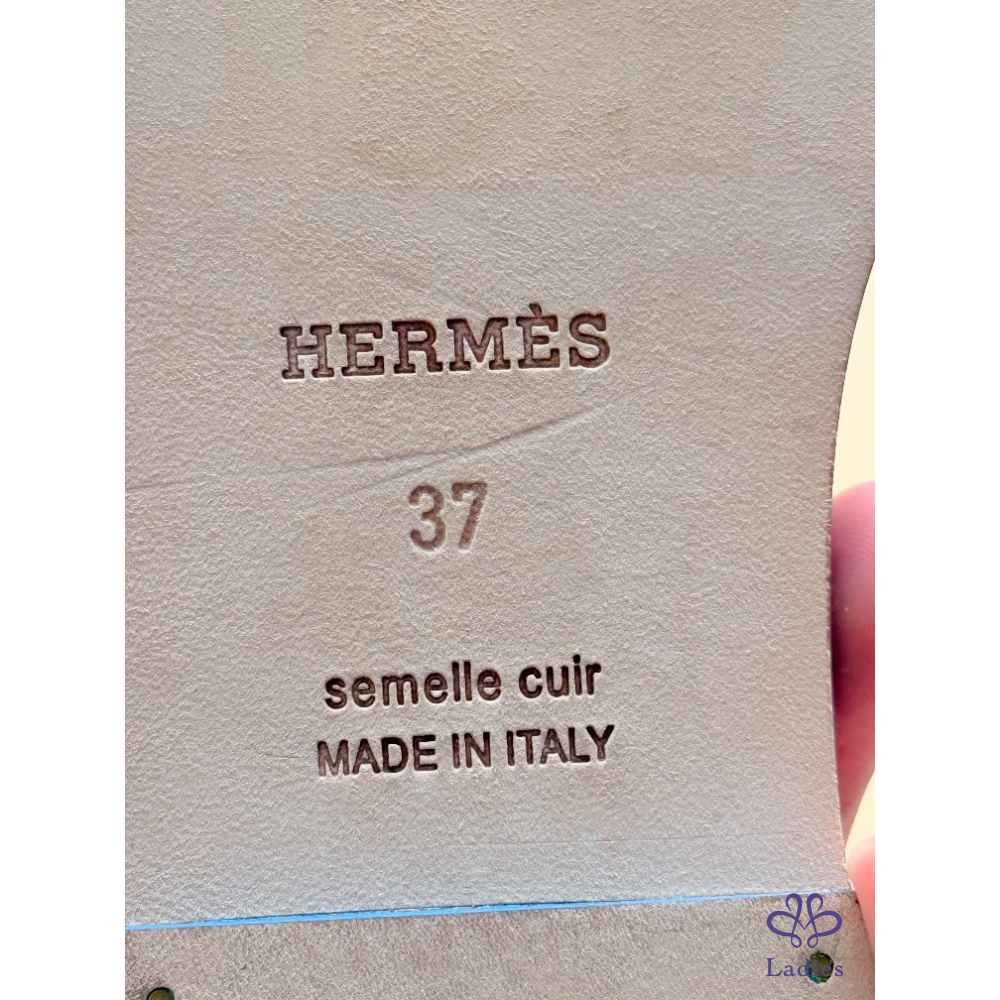 HERMÈS
37
semelle cuir
MADE IN ITALY
Ladies